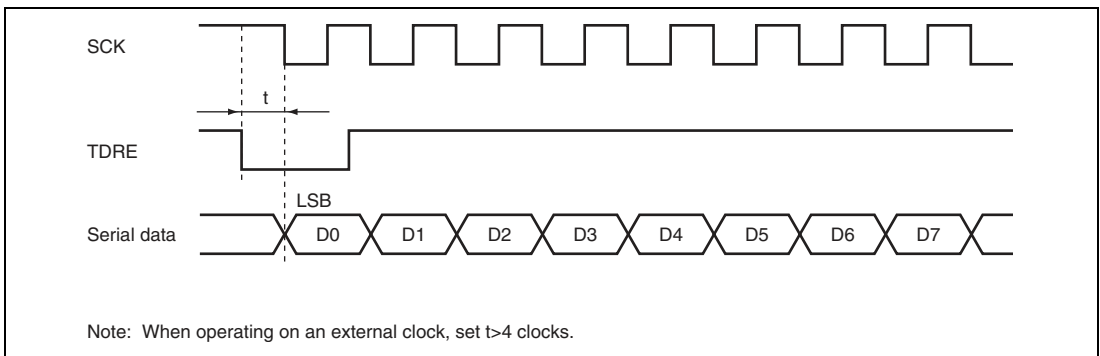 SCK
t
TDRE
LSB
Serial data D0 D1 D2 D3 D4 D5 D6 D7
Note: When operating on an external clock, set t>4 clocks.